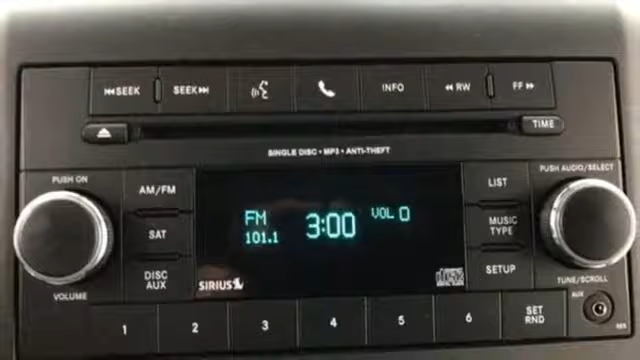 ⏮SEEK SEEK⏭ INFO ◀◀ RW FF ▶▶
TIME
SINGLE DISC • MP3 • ANTI-THEFT
PUSH ON PUSH AUDIO/SELECT
AM/FM LIST
FM 101.1 3:00 VOL 0
SAT MUSIC TYPE
DISC AUX SETUP
SIRIUS
VOLUME TUNE/SCROLL
AUX
1 2 3 4 5 6 SET RND